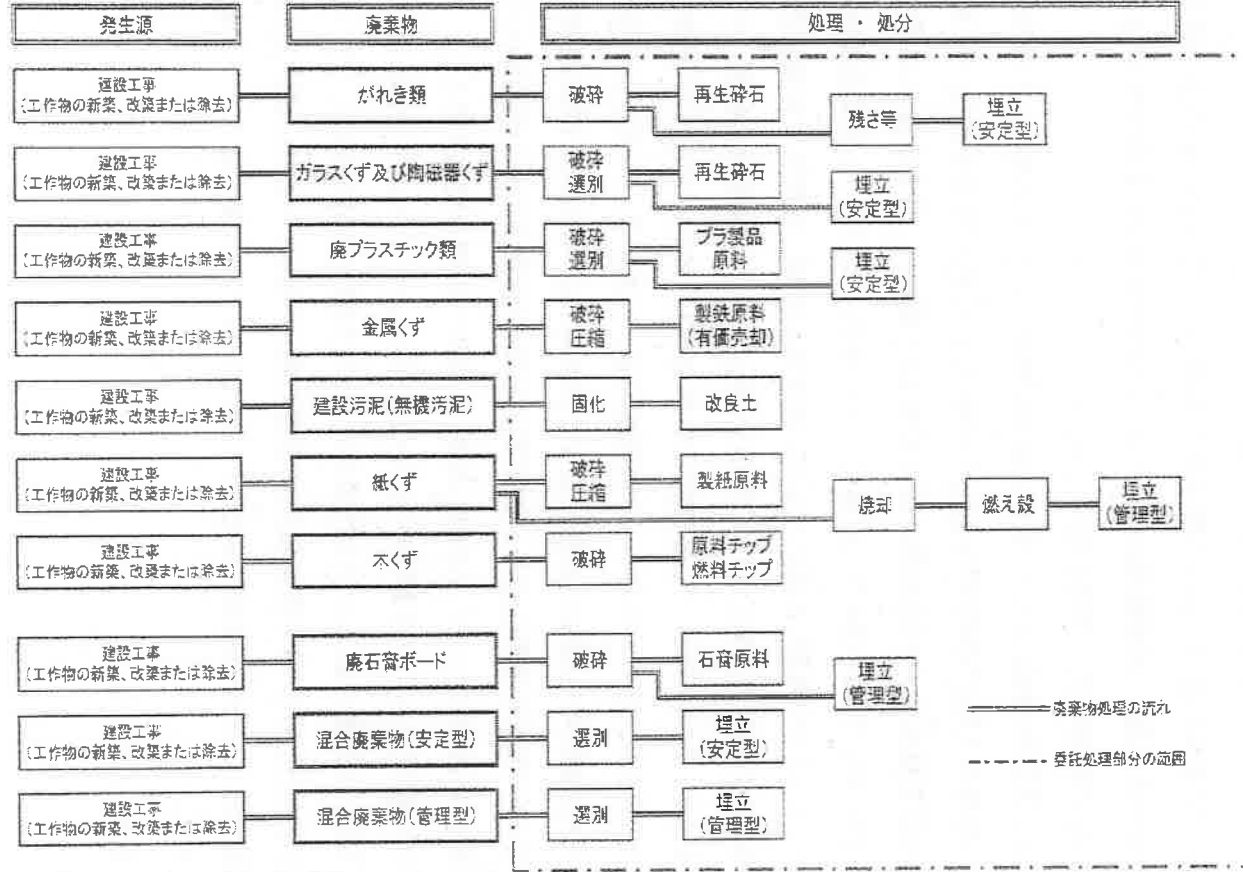 発生源
廃棄物
処理・処分
建設工事
(工作物の新築、改築または除去)
がれき類
破砕
再生砕石
残さ等
埋立
(安定型)
建設工事
(工作物の新築、改築または除去)
ガラスくず及び陶磁器くず
破砕
選別
再生砕石
埋立
(安定型)
建設工事
(工作物の新築、改築または除去)
廃プラスチック類
破砕
選別
プラ製品
原料
埋立
(安定型)
建設工事
(工作物の新築、改築または除去)
金属くず
破砕
圧縮
製鉄原料
(有価売却)
建設工事
(工作物の新築、改築または除去)
建設汚泥(無機汚泥)
固化
改良土
建設工事
(工作物の新築、改築または除去)
紙くず
破砕
圧縮
製紙原料
焼却
燃え殻
埋立
(管理型)
建設工事
(工作物の新築、改築または除去)
木くず
破砕
原料チップ
燃料チップ
建設工事
(工作物の新築、改築または除去)
廃石膏ボード
破砕
石膏原料
埋立
(管理型)
建設工事
(工作物の新築、改築または除去)
混合廃棄物(安定型)
選別
埋立
(安定型)
建設工事
(工作物の新築、改築または除去)
混合廃棄物(管理型)
選別
埋立
(管理型)
廃棄物処理の流れ
委託処理部分の範囲